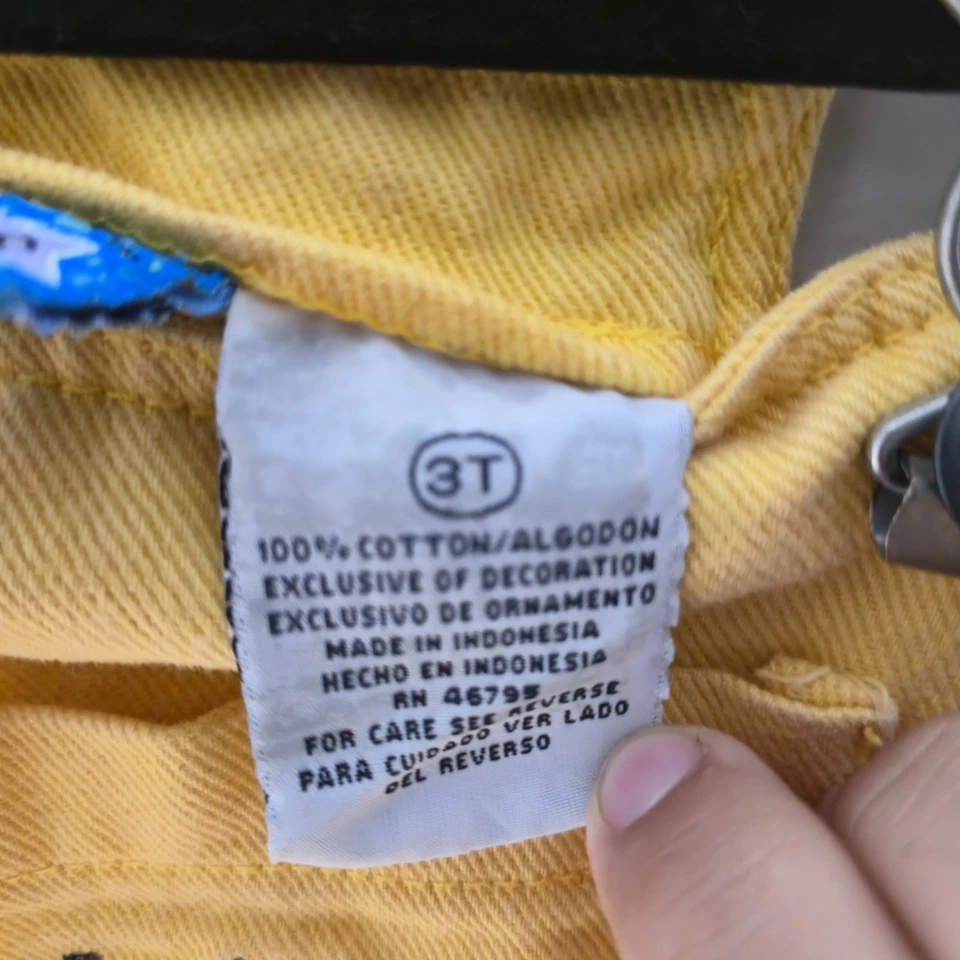 3T
100% COTTON/ALGODON
EXCLUSIVE OF DECORATION
EXCLUSIVO DE ORNAMENTO
MADE IN INDONESIA
HECHO EN INDONESIA
RN 46795
FOR CARE SEE REVERSE
PARA CUIDADO VER LADO
DEL REVERSO